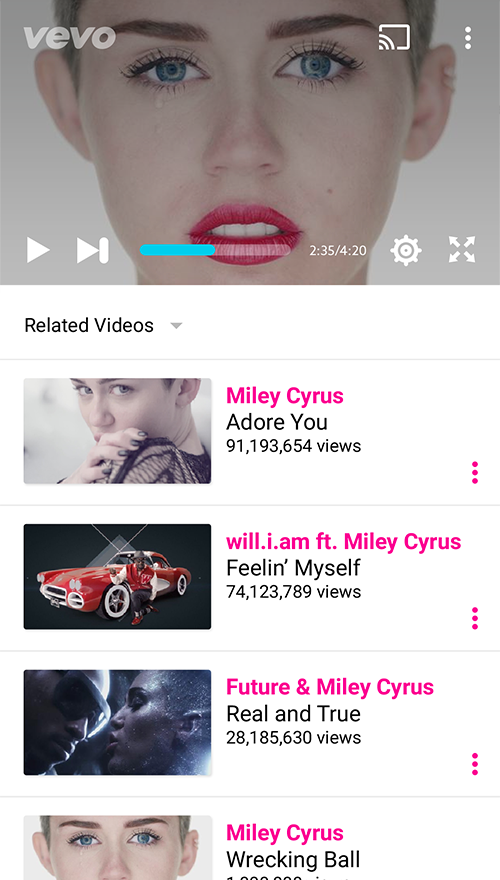 vevo
2:35/4:20
Related Videos
Miley Cyrus
Adore You
91,193,654 views
will.i.am ft. Miley Cyrus
Feelin’ Myself
74,123,789 views
Future & Miley Cyrus
Real and True
28,185,630 views
Miley Cyrus
Wrecking Ball